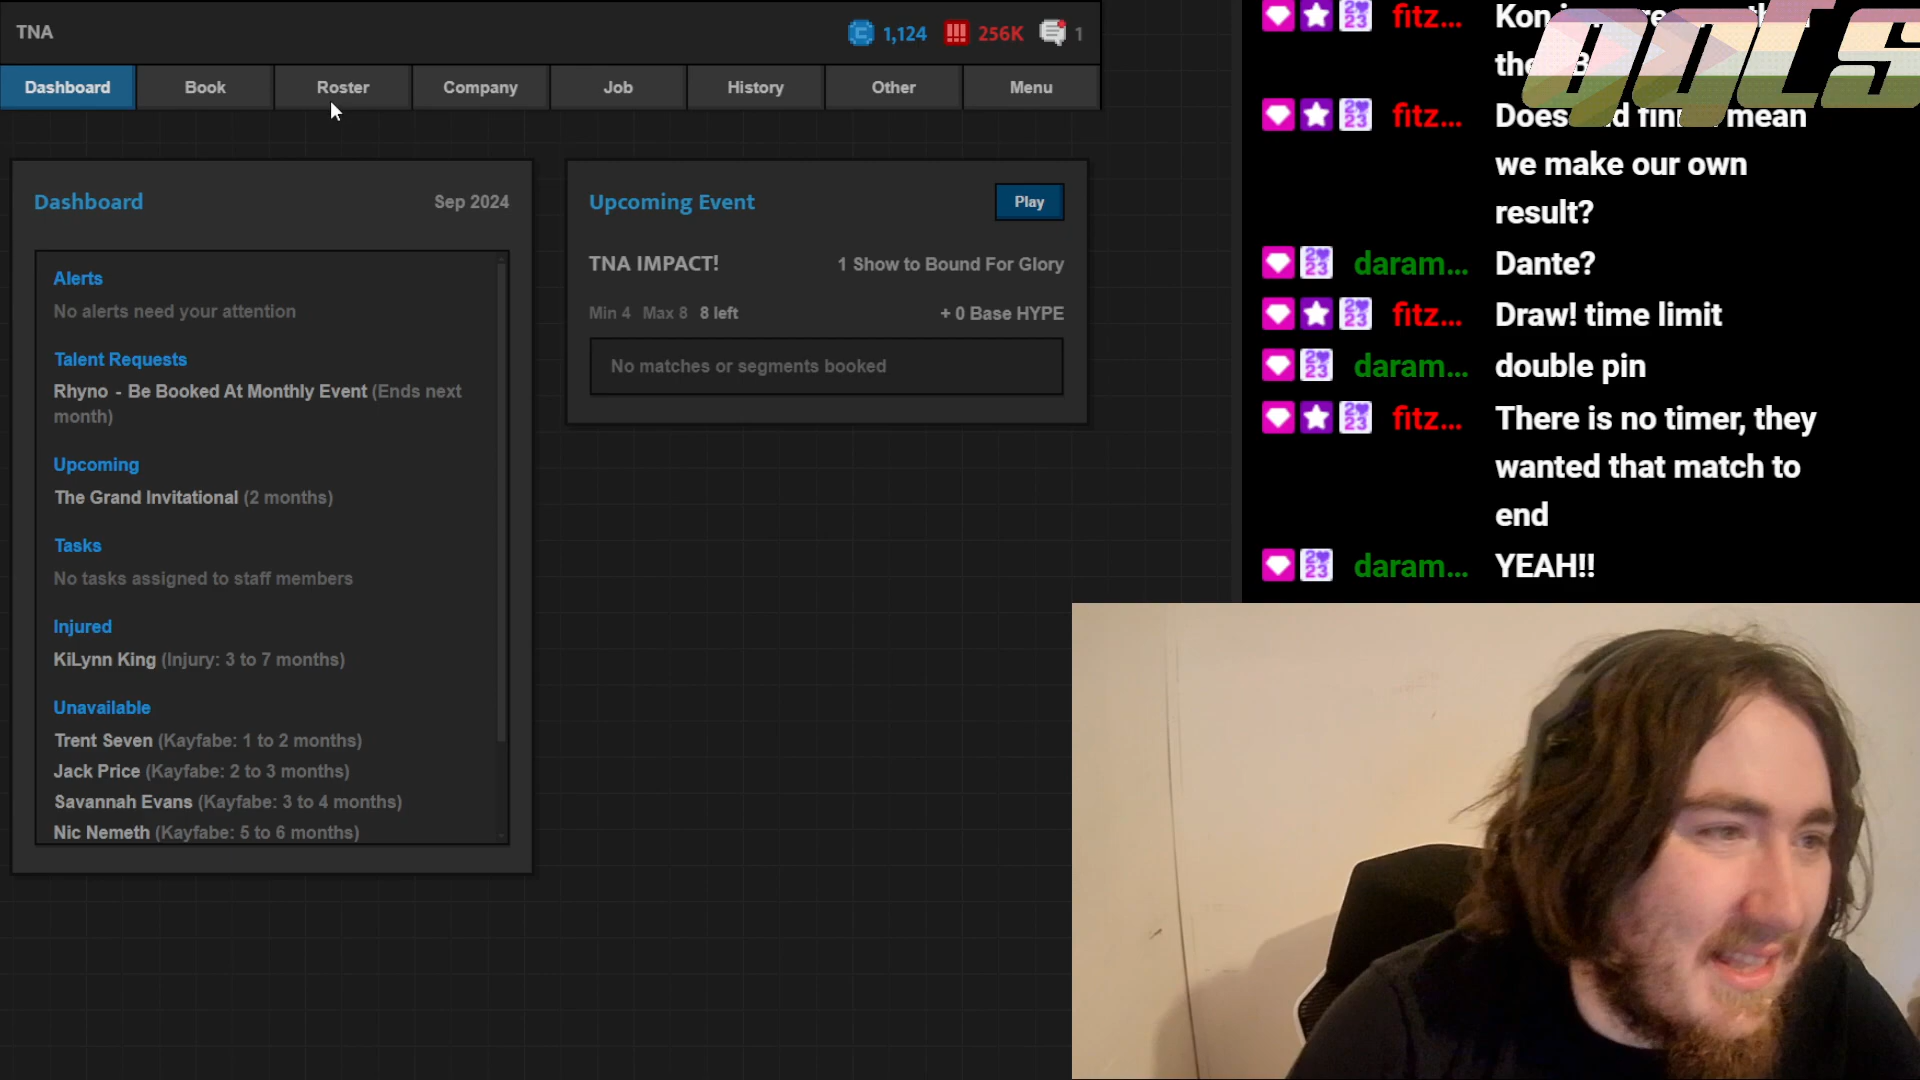 TNA
1,124
256K
1
Dashboard
Book
Roster
Company
Job
History
Other
Menu
Dashboard
Sep 2024
Alerts
No alerts need your attention
Talent Requests
Rhyno - Be Booked At Monthly Event (Ends next
month)
Upcoming
The Grand Invitational (2 months)
Tasks
No tasks assigned to staff members
Injured
KiLynn King (Injury: 3 to 7 months)
Unavailable
Trent Seven (Kayfabe: 1 to 2 months)
Jack Price (Kayfabe: 2 to 3 months)
Savannah Evans (Kayfabe: 3 to 4 months)
Nic Nemeth (Kayfabe: 5 to 6 months)
Upcoming Event
Play
TNA IMPACT!
1 Show to Bound For Glory
Min 4 Max 8 8 left
+ 0 Base HYPE
No matches or segments booked
fitz... Kon
the
fitz... Does mean
we make our own
result?
daram... Dante?
fitz... Draw! time limit
daram... double pin
fitz... There is no timer, they
wanted that match to
end
daram... YEAH!!